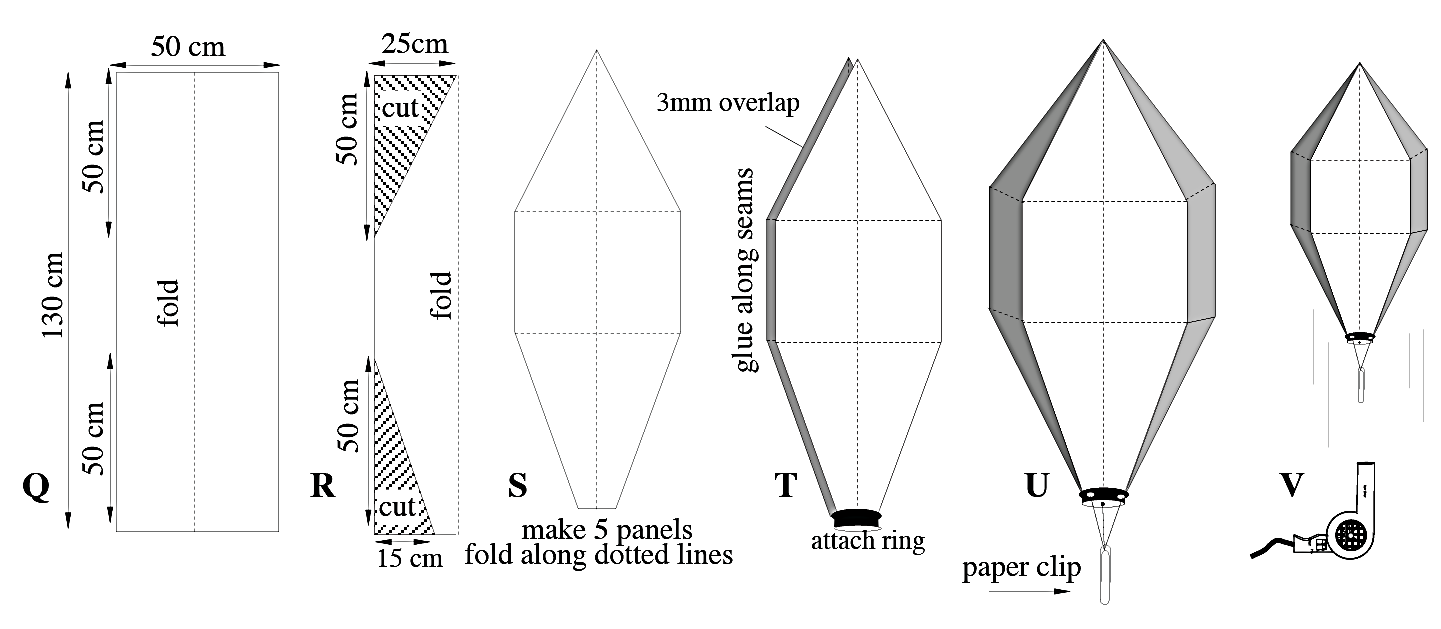 50 cm
50 cm
130 cm
fold
50 cm
Q
25cm
cut
50 cm
fold
50 cm
R
cut
15 cm
S
make 5 panels
fold along dotted lines
3mm overlap
glue along seams
T
attach ring
U
paper clip
V